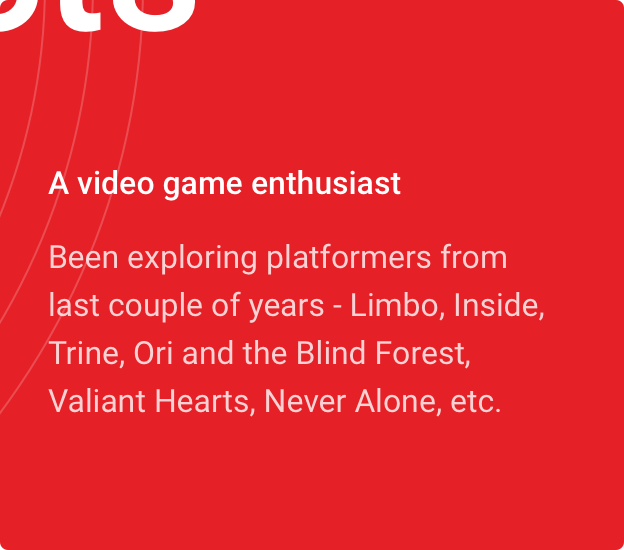 A video game enthusiast
Been exploring platformers from
last couple of years - Limbo, Inside,
Trine, Ori and the Blind Forest,
Valiant Hearts, Never Alone, etc.